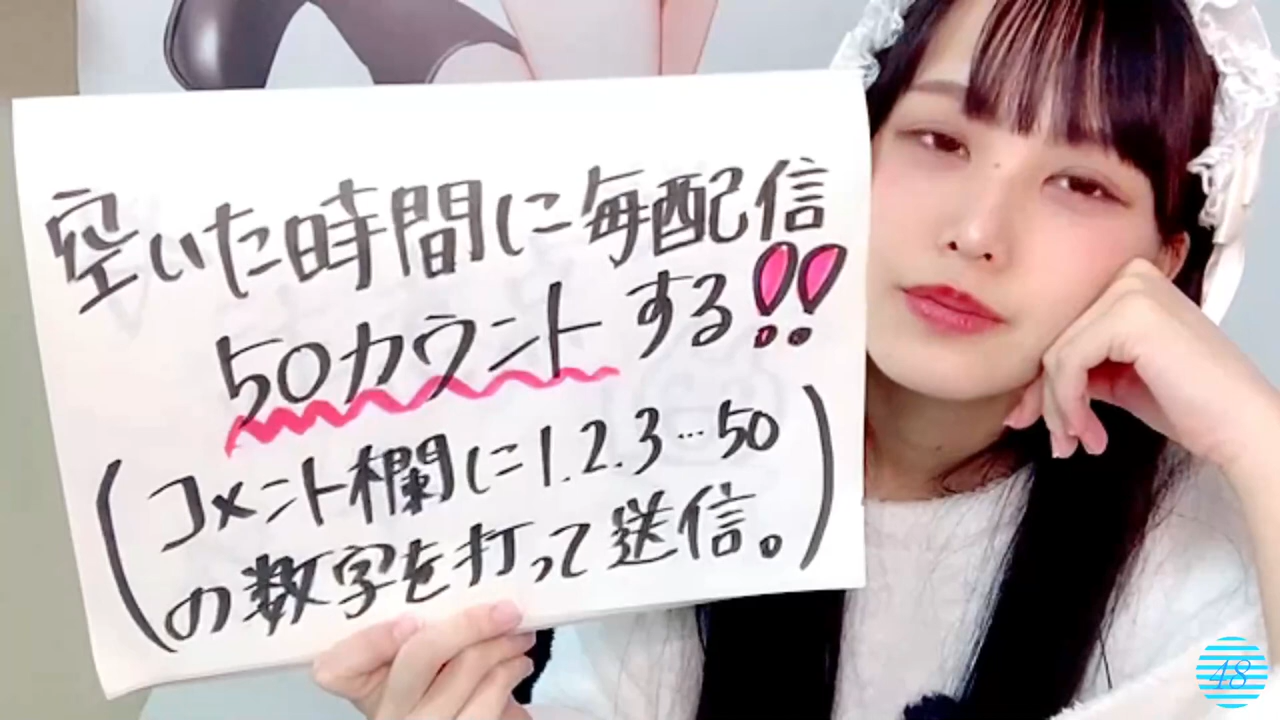 空いた時間に毎配信
50カウントする!!
(コメント欄に1.2.3…50
の数字を打って送信。)
48